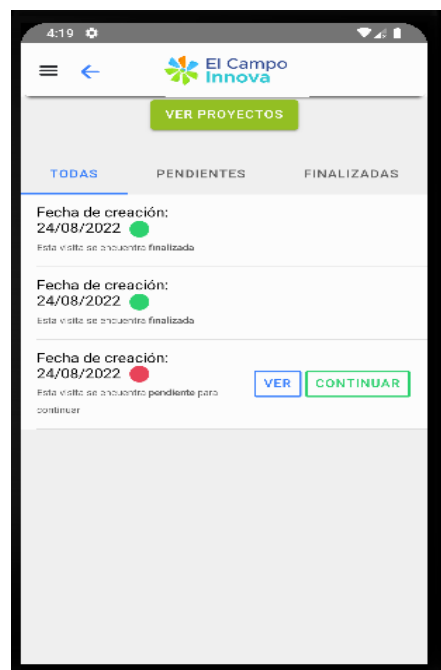 4:19
El Campo
Innova
VER PROYECTOS
TODAS PENDIENTES FINALIZADAS
Fecha de creación:
24/08/2022
Esta visita se encuentra finalizada
Fecha de creación:
24/08/2022
Esta visita se encuentra finalizada
Fecha de creación:
24/08/2022
VER CONTINUAR
Esta visita se encuentra pendiente para
continuar